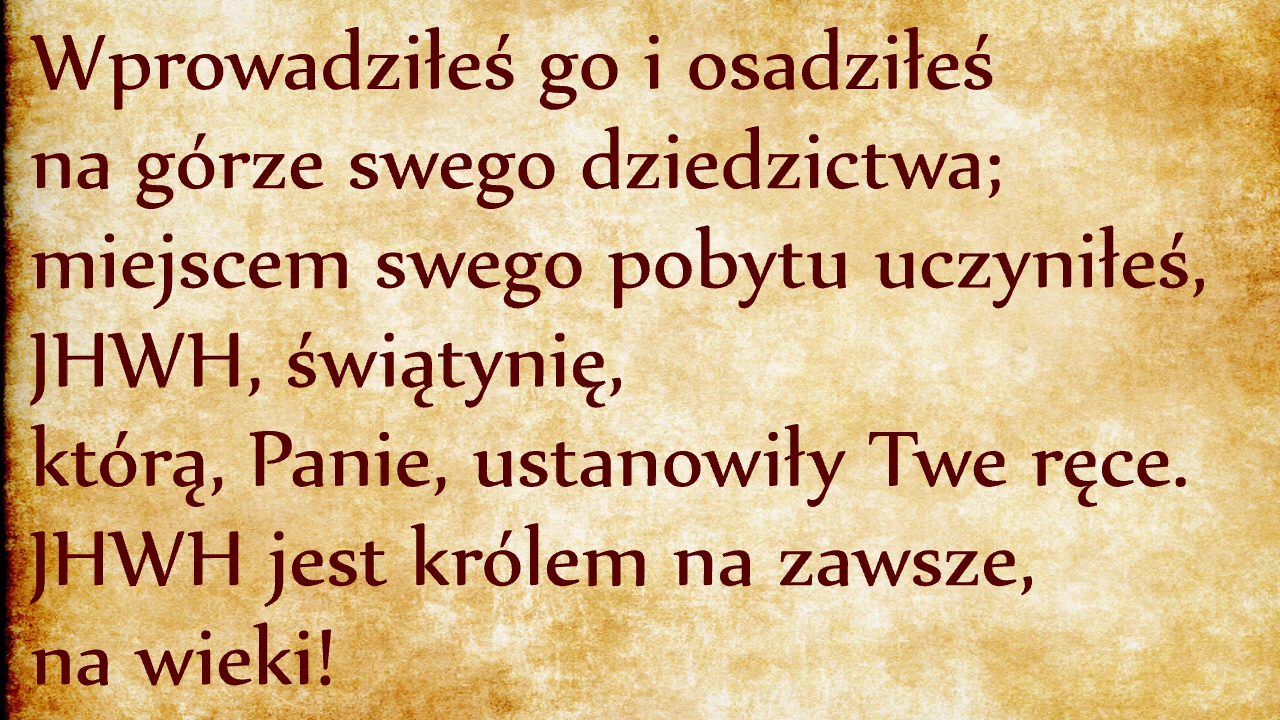 Wprowadziłeś go i osadziłeś
na górze swego dziedzictwa;
miejscem swego pobytu uczyniłeś,
JHWH, świątynię,
którą, Panie, ustanowiły Twe ręce.
JHWH jest królem na zawsze,
na wieki!